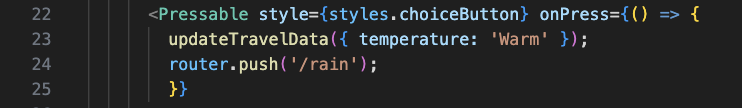 22 <Pressable style={styles.choiceButton} onPress={() => {
23 updateTravelData({ temperature: 'Warm' });
24 router.push('/rain');
25 }}